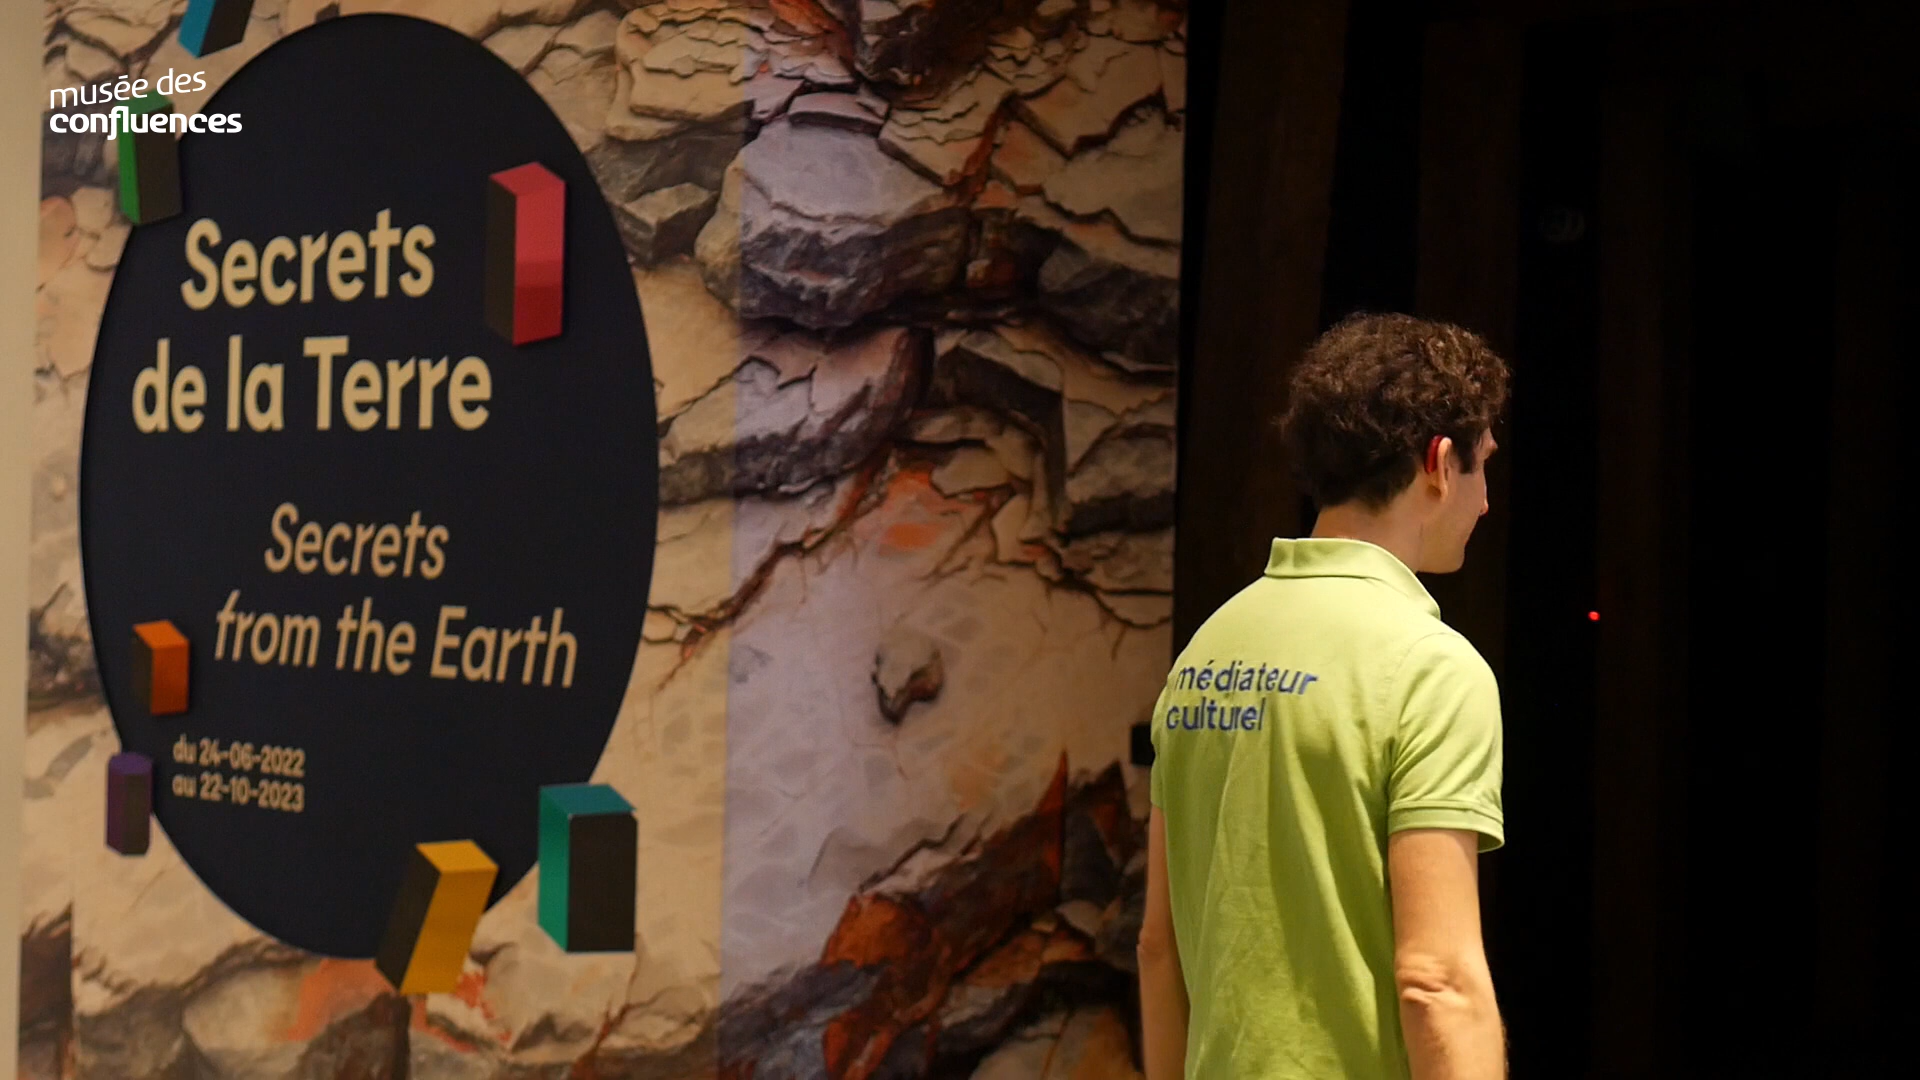 musée des
confluences
Secrets
de la Terre
Secrets
from the Earth
du 24-06-2022
au 22-10-2023
médiateur
culturel